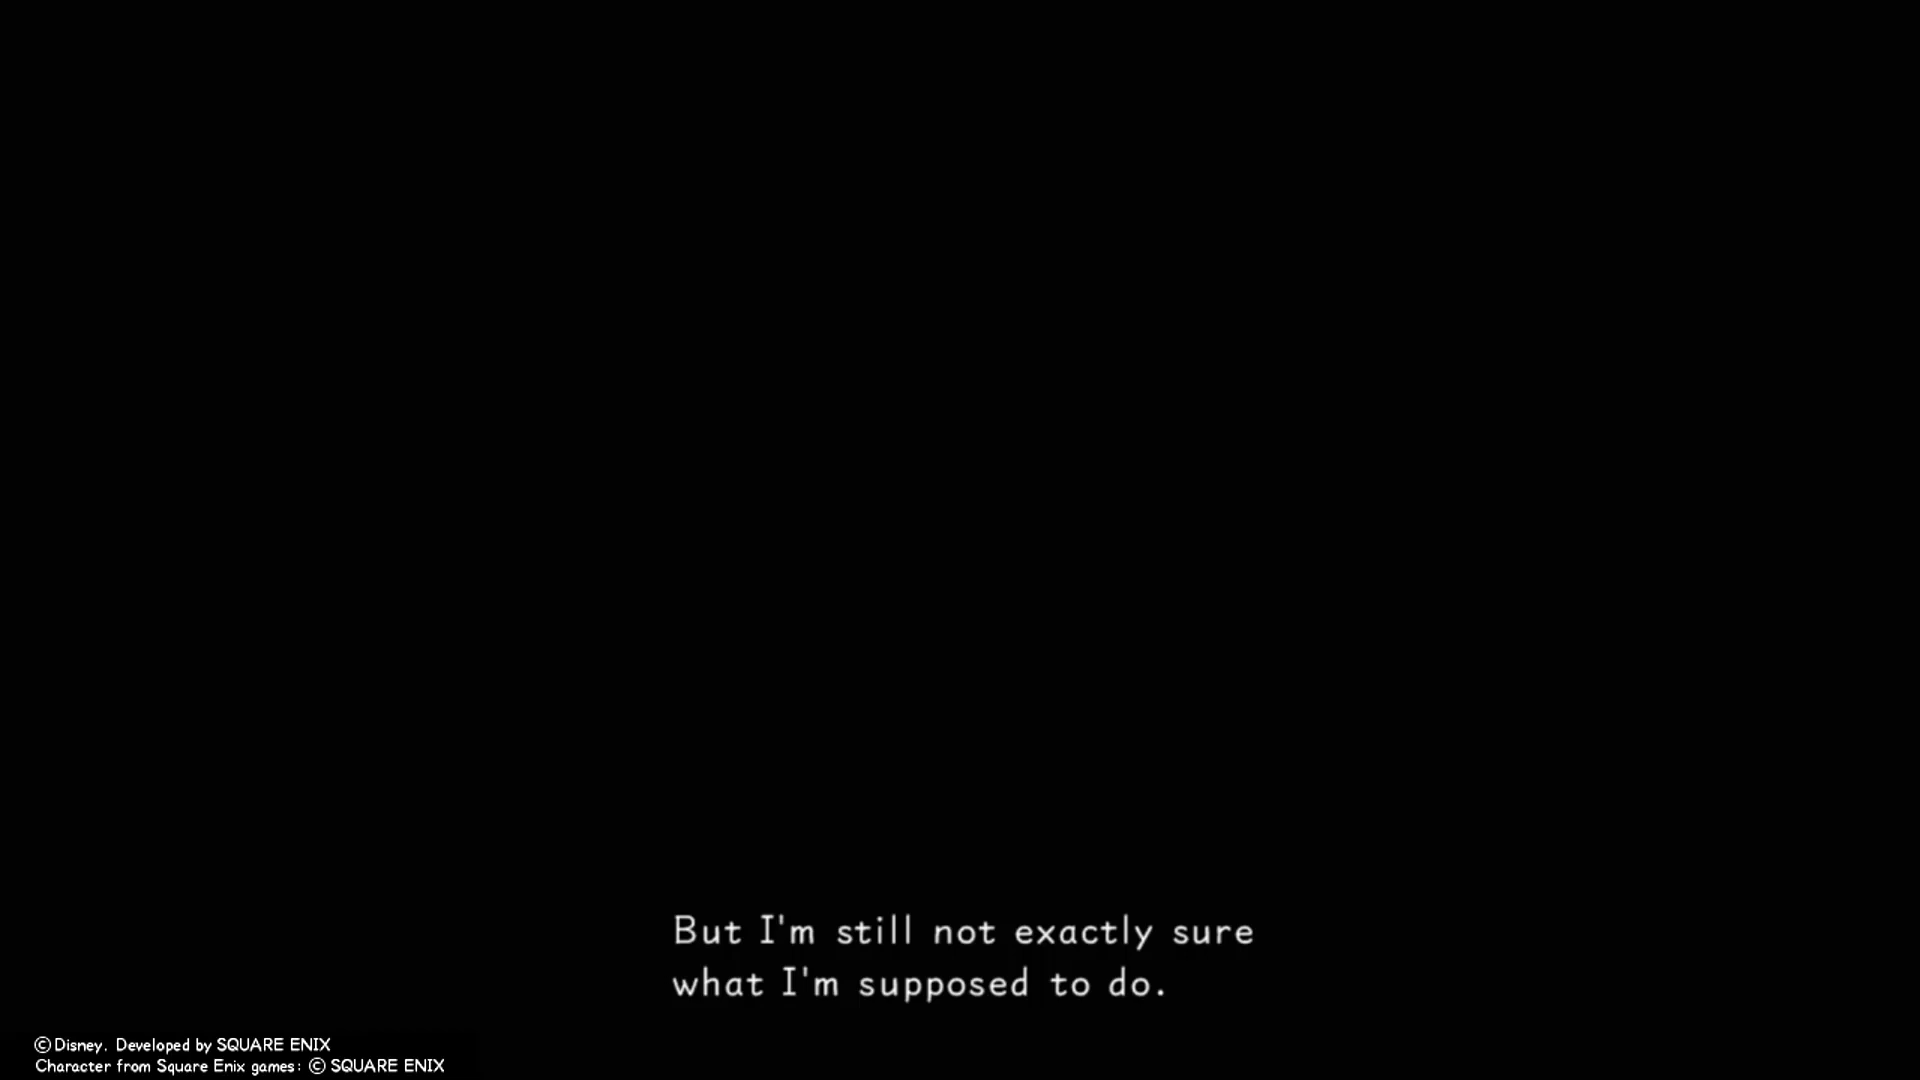 But I'm still not exactly sure
what I'm supposed to do.
©Disney. Developed by SQUARE ENIX
Character from Square Enix games: © SQUARE ENIX